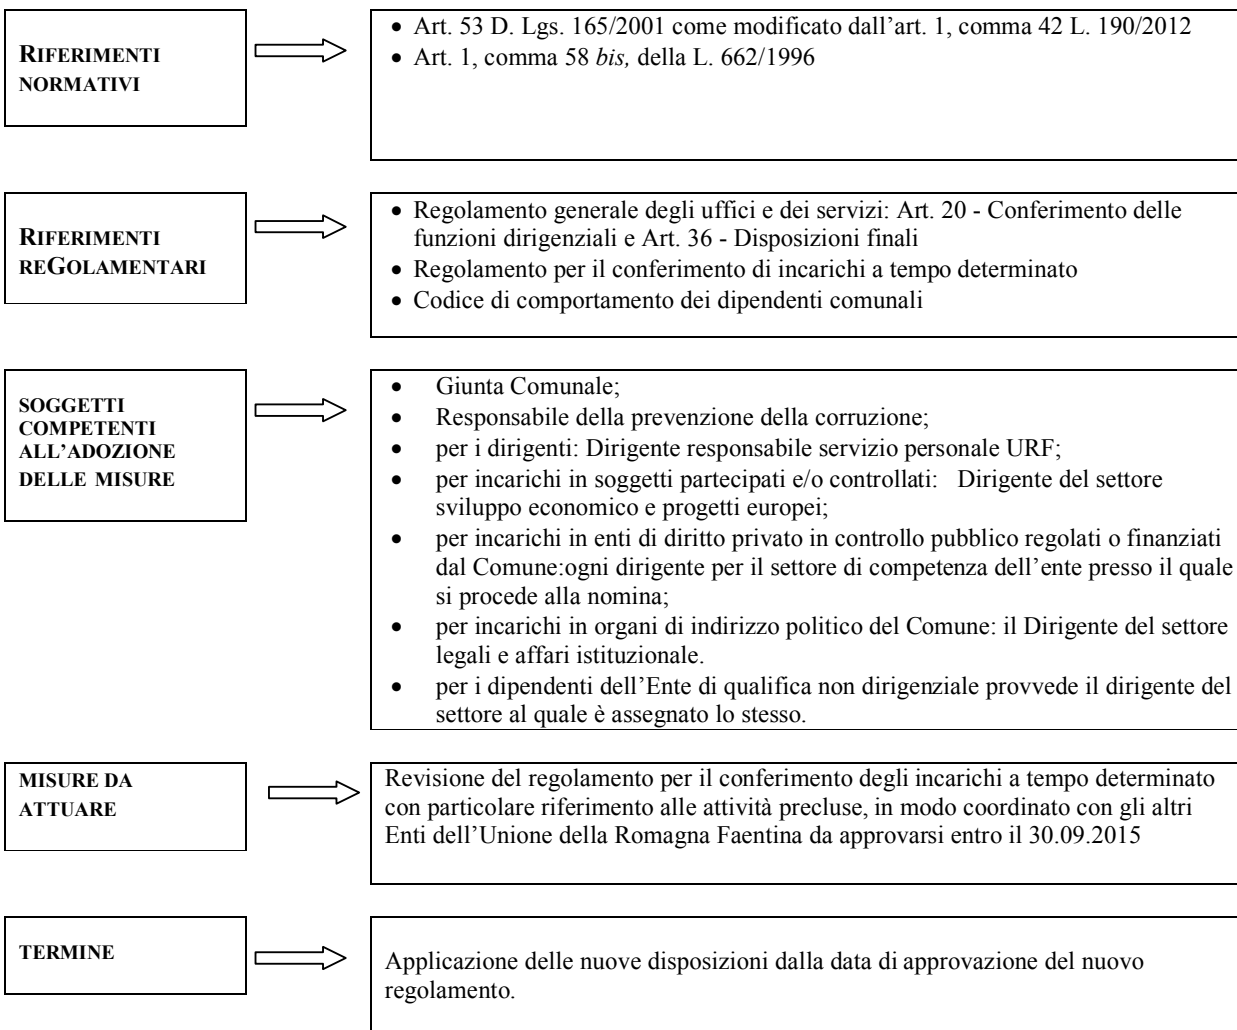 RIFERIMENTI
NORMATIVI
• Art. 53 D. Lgs. 165/2001 come modificato dall’art. 1, comma 42 L. 190/2012
• Art. 1, comma 58 bis, della L. 662/1996
RIFERIMENTI
REGOLAMENTARI
• Regolamento generale degli uffici e dei servizi: Art. 20 - Conferimento delle
funzioni dirigenziali e Art. 36 - Disposizioni finali
• Regolamento per il conferimento di incarichi a tempo determinato
• Codice di comportamento dei dipendenti comunali
SOGGETTI
COMPETENTI
ALL’ADOZIONE
DELLE MISURE
• Giunta Comunale;
• Responsabile della prevenzione della corruzione;
• per i dirigenti: Dirigente responsabile servizio personale URF;
• per incarichi in soggetti partecipati e/o controllati: Dirigente del settore
sviluppo economico e progetti europei;
• per incarichi in enti di diritto privato in controllo pubblico regolati o finanziati
dal Comune:ogni dirigente per il settore di competenza dell’ente presso il quale
si procede alla nomina;
• per incarichi in organi di indirizzo politico del Comune: il Dirigente del settore
legali e affari istituzionale.
• per i dipendenti dell’Ente di qualifica non dirigenziale provvede il dirigente del
settore al quale è assegnato lo stesso.
MISURE DA
ATTUARE
Revisione del regolamento per il conferimento degli incarichi a tempo determinato
con particolare riferimento alle attività precluse, in modo coordinato con gli altri
Enti dell’Unione della Romagna Faentina da approvarsi entro il 30.09.2015
TERMINE
Applicazione delle nuove disposizioni dalla data di approvazione del nuovo
regolamento.